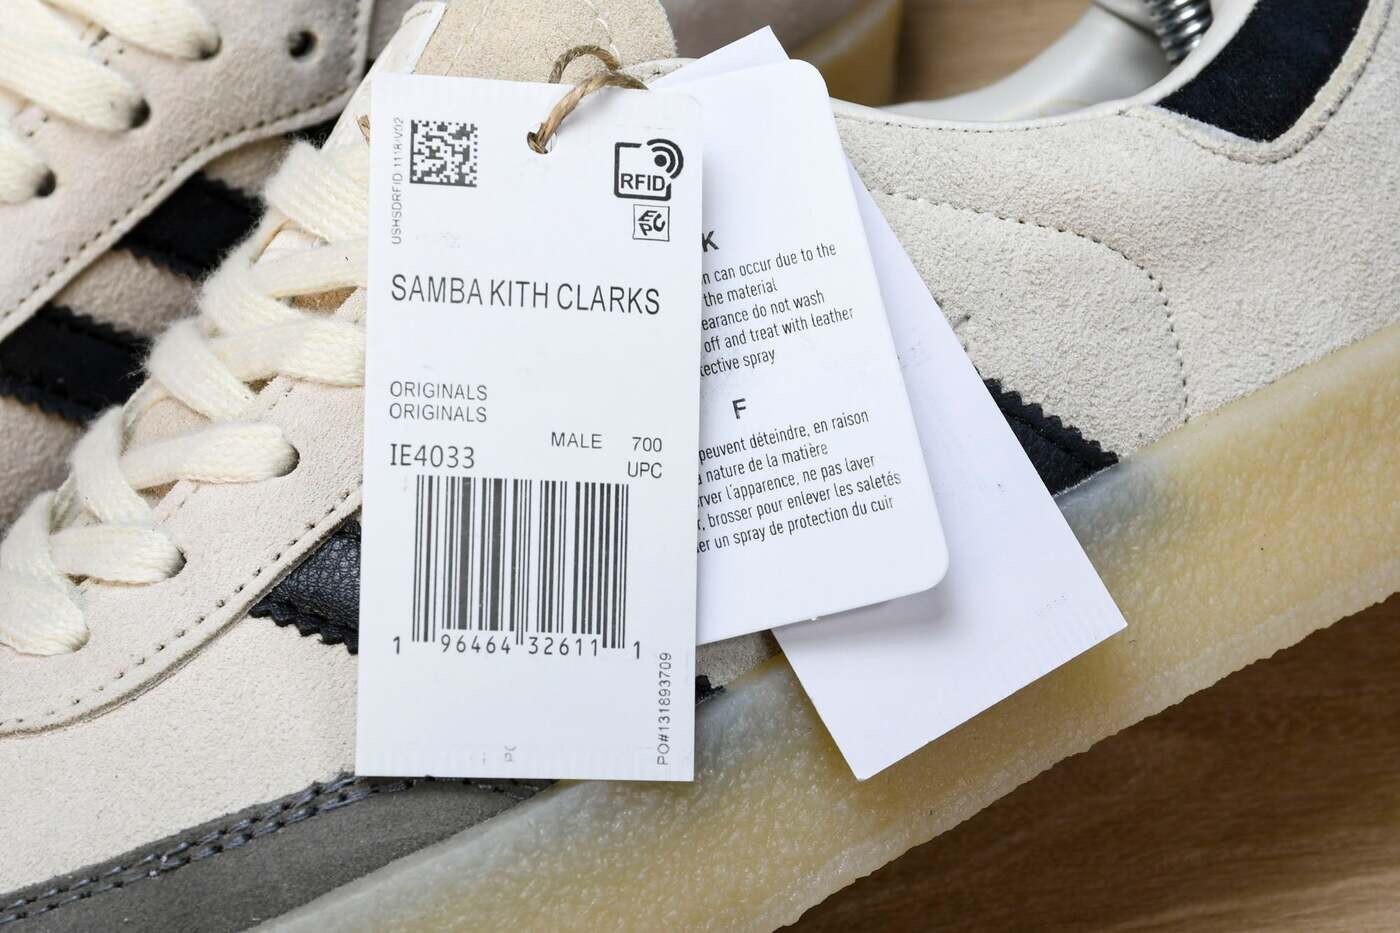 USHSDRFID 1118/V02
RFID
EPC
SAMBA KITH CLARKS
ORIGINALS
ORIGINALS
MALE 700
IE4033 UPC
1 96464 32611 1
PO#131893709
K
n can occur due to the
the material
earance do not wash
off and treat with leather
tective spray
F
peuvent déteindre, en raison
nature de la matière
rver l'apparence, ne pas laver
r, brosser pour enlever les saletés
er un spray de protection du cuir